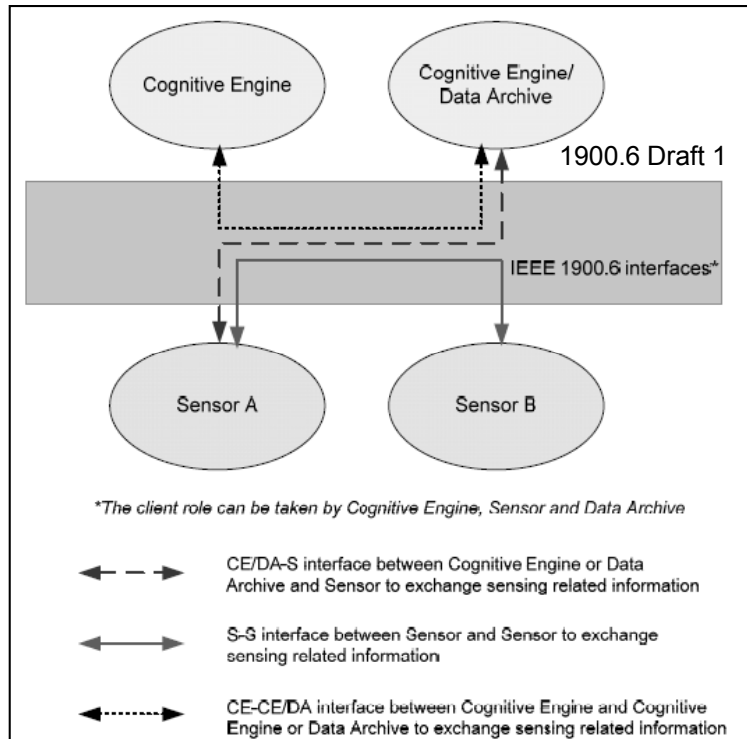 Cognitive Engine
Cognitive Engine/
Data Archive
1900.6 Draft 1
IEEE 1900.6 interfaces*
Sensor A
Sensor B
*The client role can be taken by Cognitive Engine, Sensor and Data Archive
CE/DA-S interface between Cognitive Engine or Data
Archive and Sensor to exchange sensing related information
S-S interface between Sensor and Sensor to exchange
sensing related information
CE-CE/DA interface between Cognitive Engine and Cognitive
Engine or Data Archive to exchange sensing related information